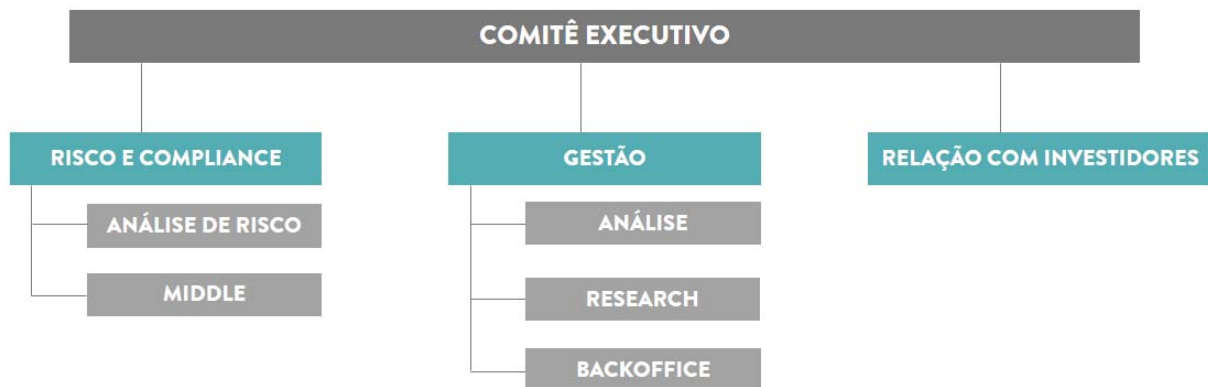 COMITÊ EXECUTIVO
RISCO E COMPLIANCE
GESTÃO
RELAÇÃO COM INVESTIDORES
ANÁLISE DE RISCO
MIDDLE
ANÁLISE
RESEARCH
BACKOFFICE